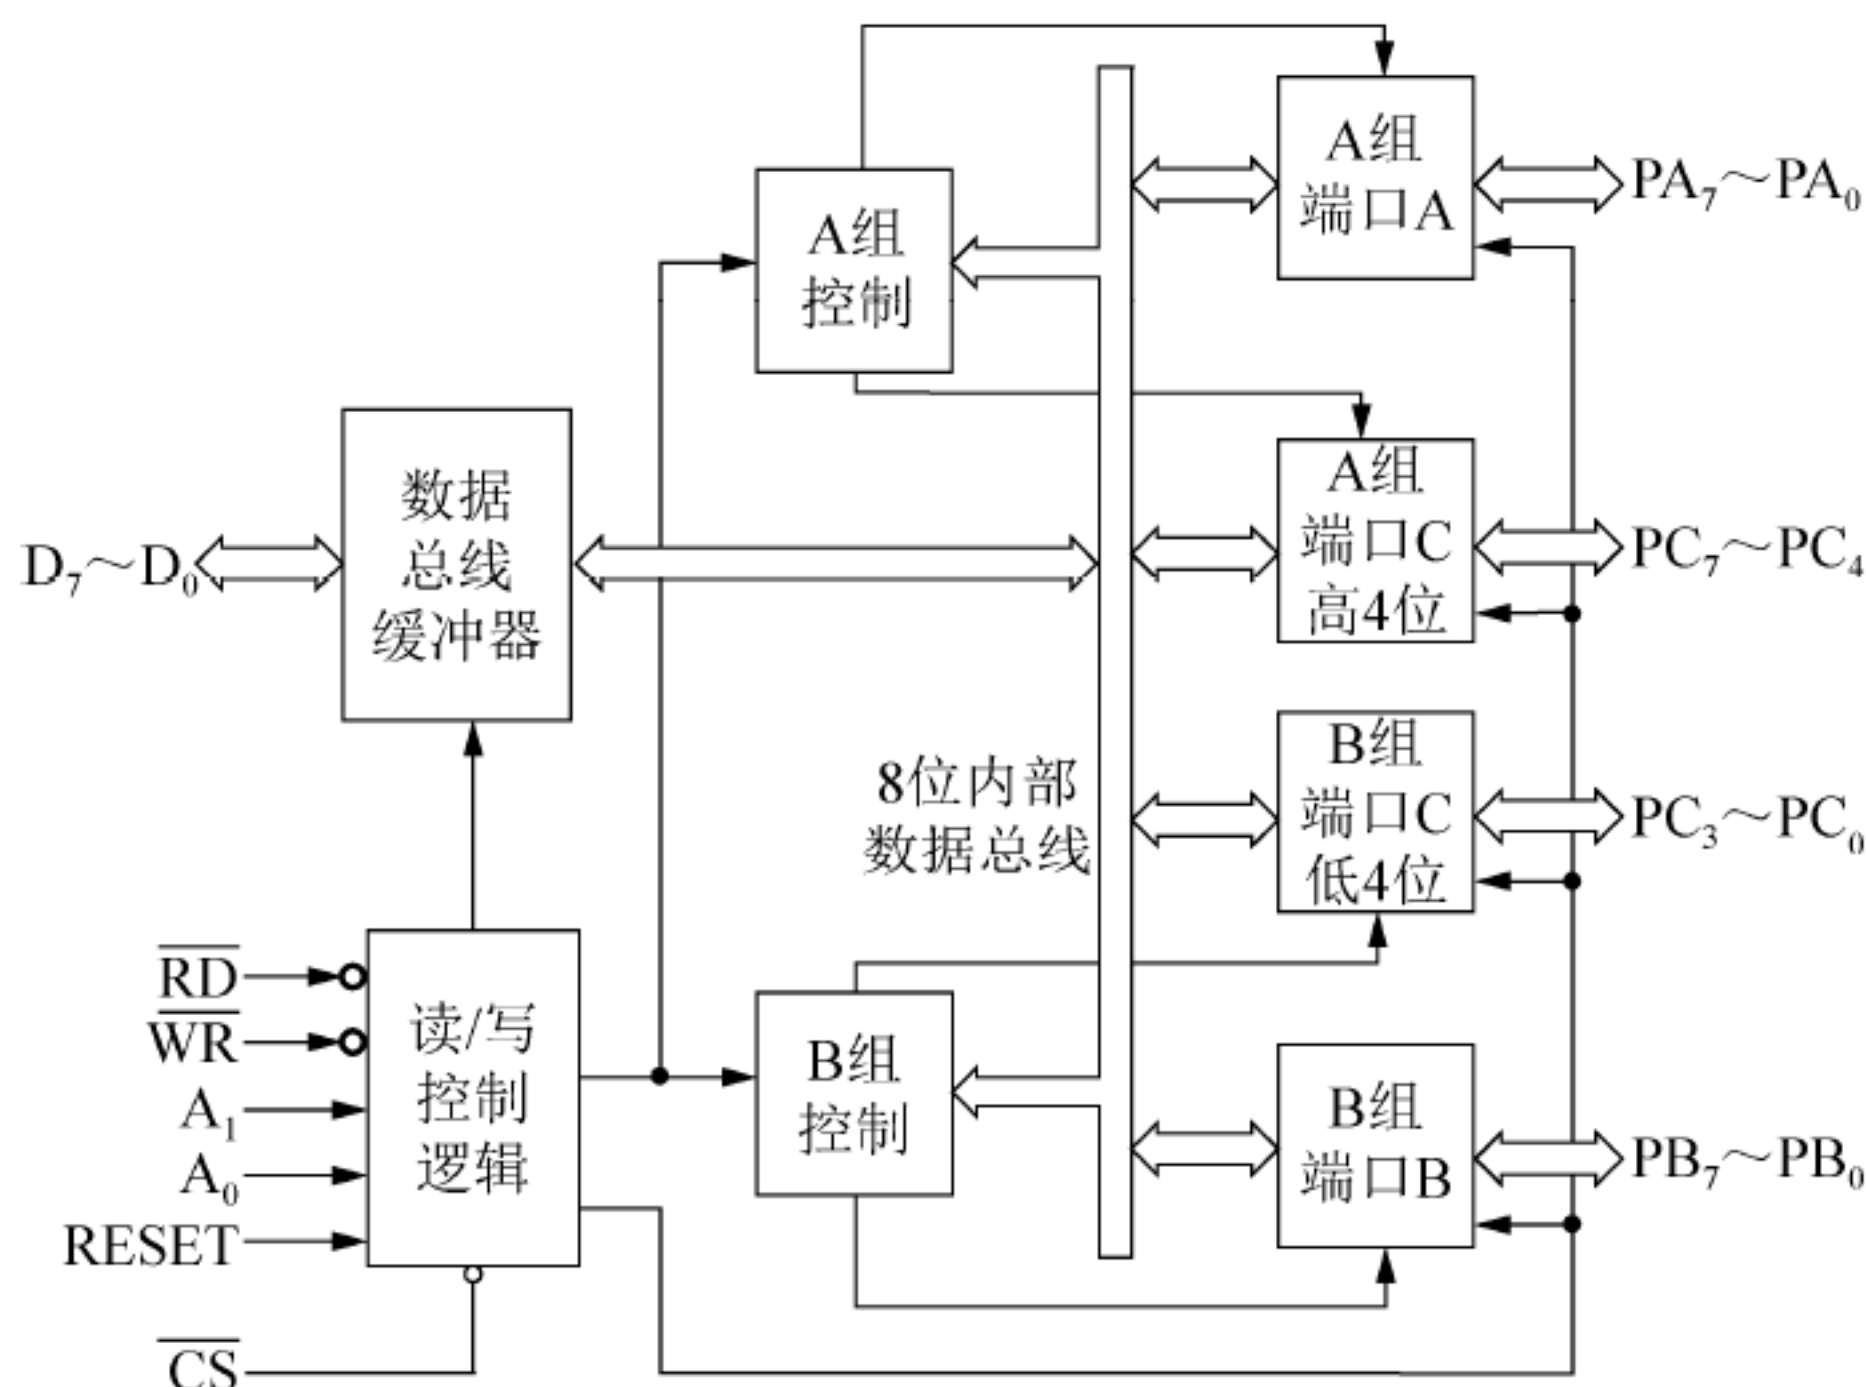 A组
端口A
PA₇～PA₀
A组
控制
A组
端口C
高4位
PC₇～PC₄
数据
总线
缓冲器
D₇～D₀
8位内部
数据总线
B组
端口C
低4位
PC₃～PC₀
R̅D̅
W̅R̅
A₁
A₀
RESET
C̅S̅
读/写
控制
逻辑
B组
控制
B组
端口B
PB₇～PB₀